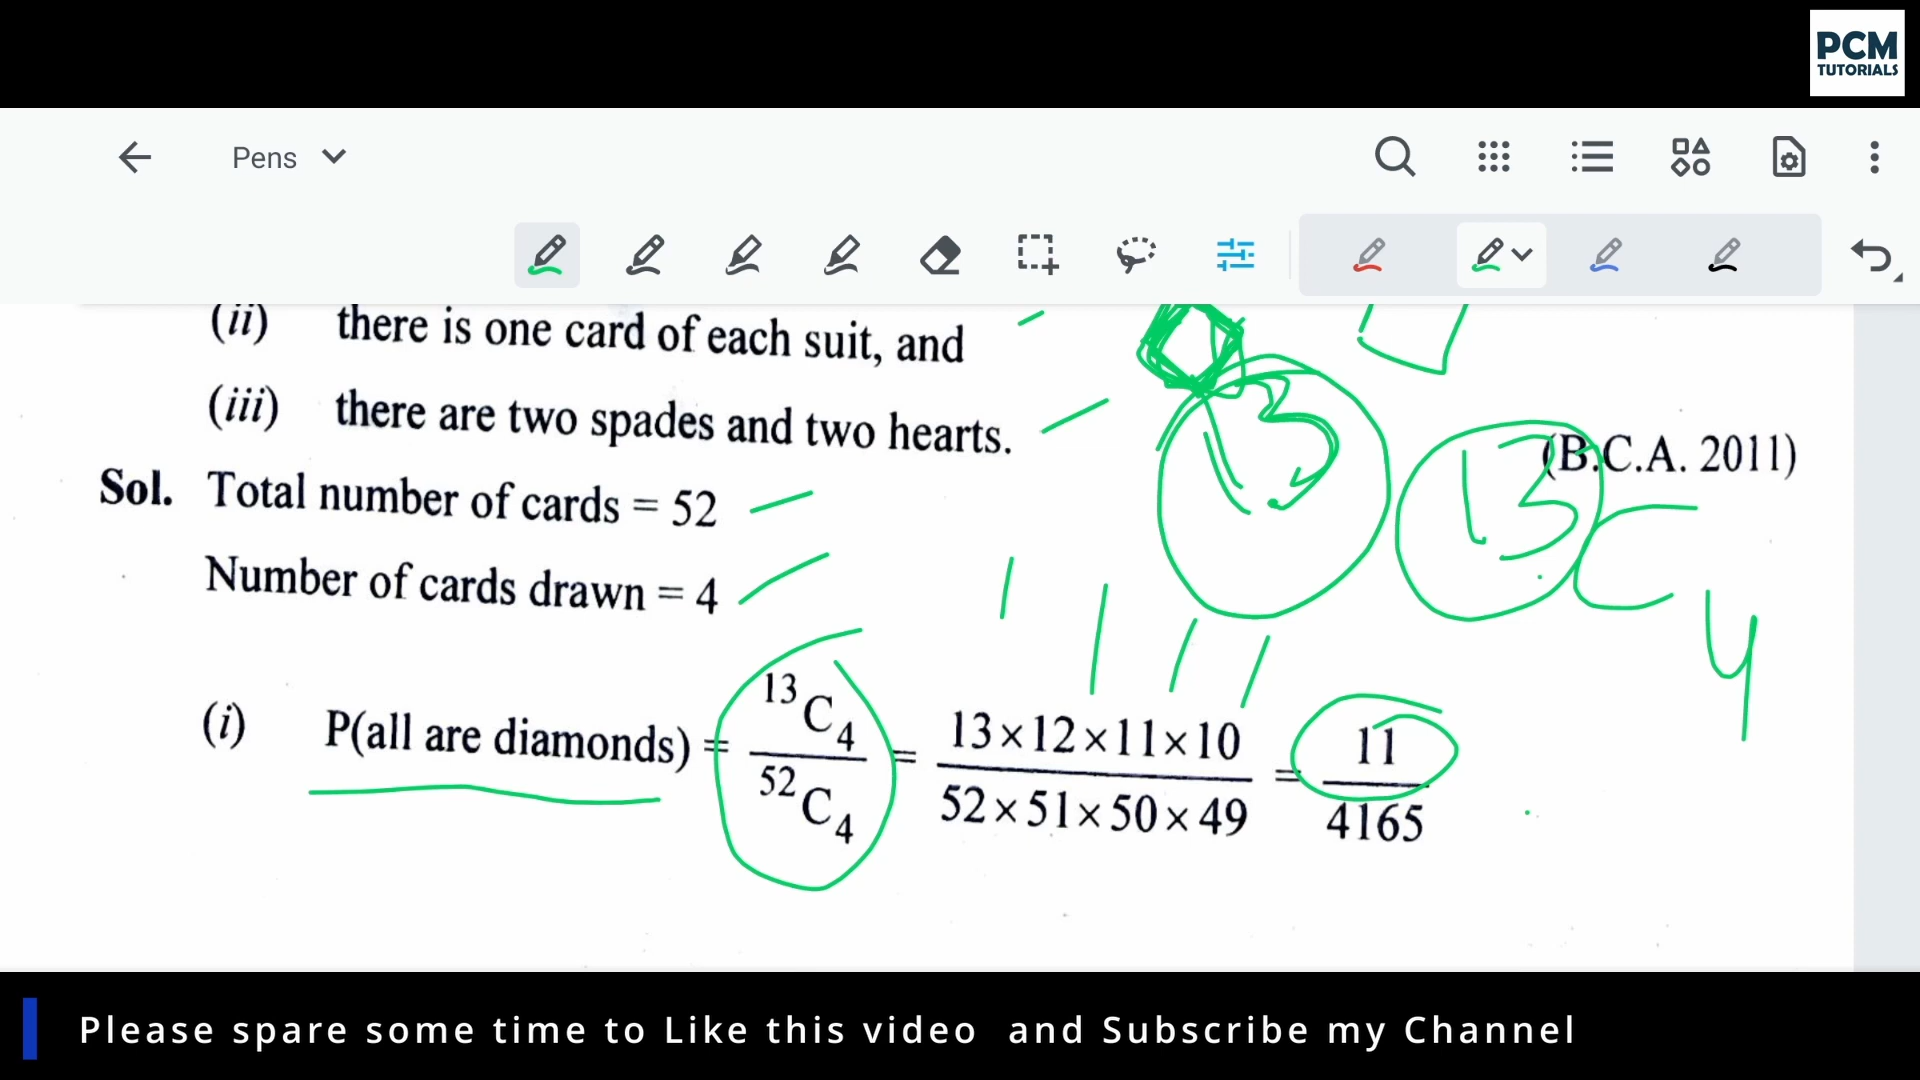 PCM
TUTORIALS
Pens
(ii) there is one card of each suit, and
(iii) there are two spades and two hearts.
(B.C.A. 2011)
Sol. Total number of cards = 52
Number of cards drawn = 4
13
13 C 4
(i) P(all are diamonds) = ¹³C₄ / ⁵²C₄ = 13×12×11×10 / 52×51×50×49 = 11 / 4165
Please spare some time to Like this video and Subscribe my Channel